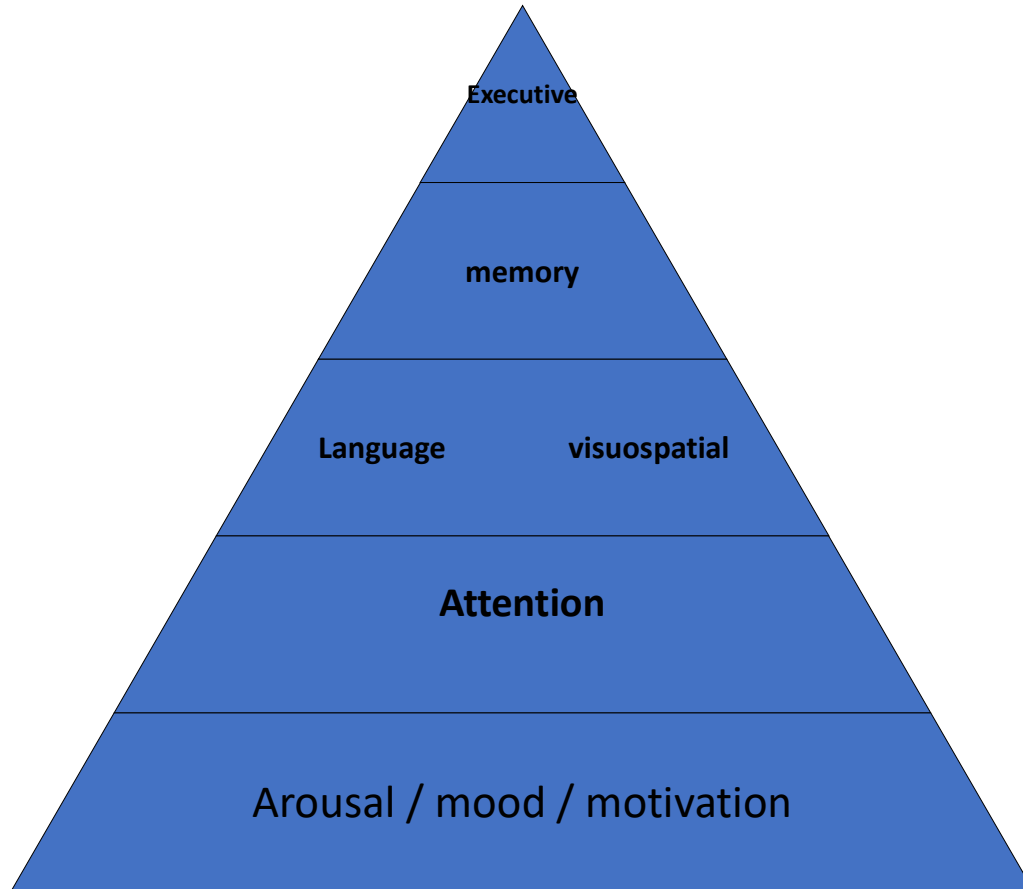 Executive
memory
Language visuospatial
Attention
Arousal / mood / motivation